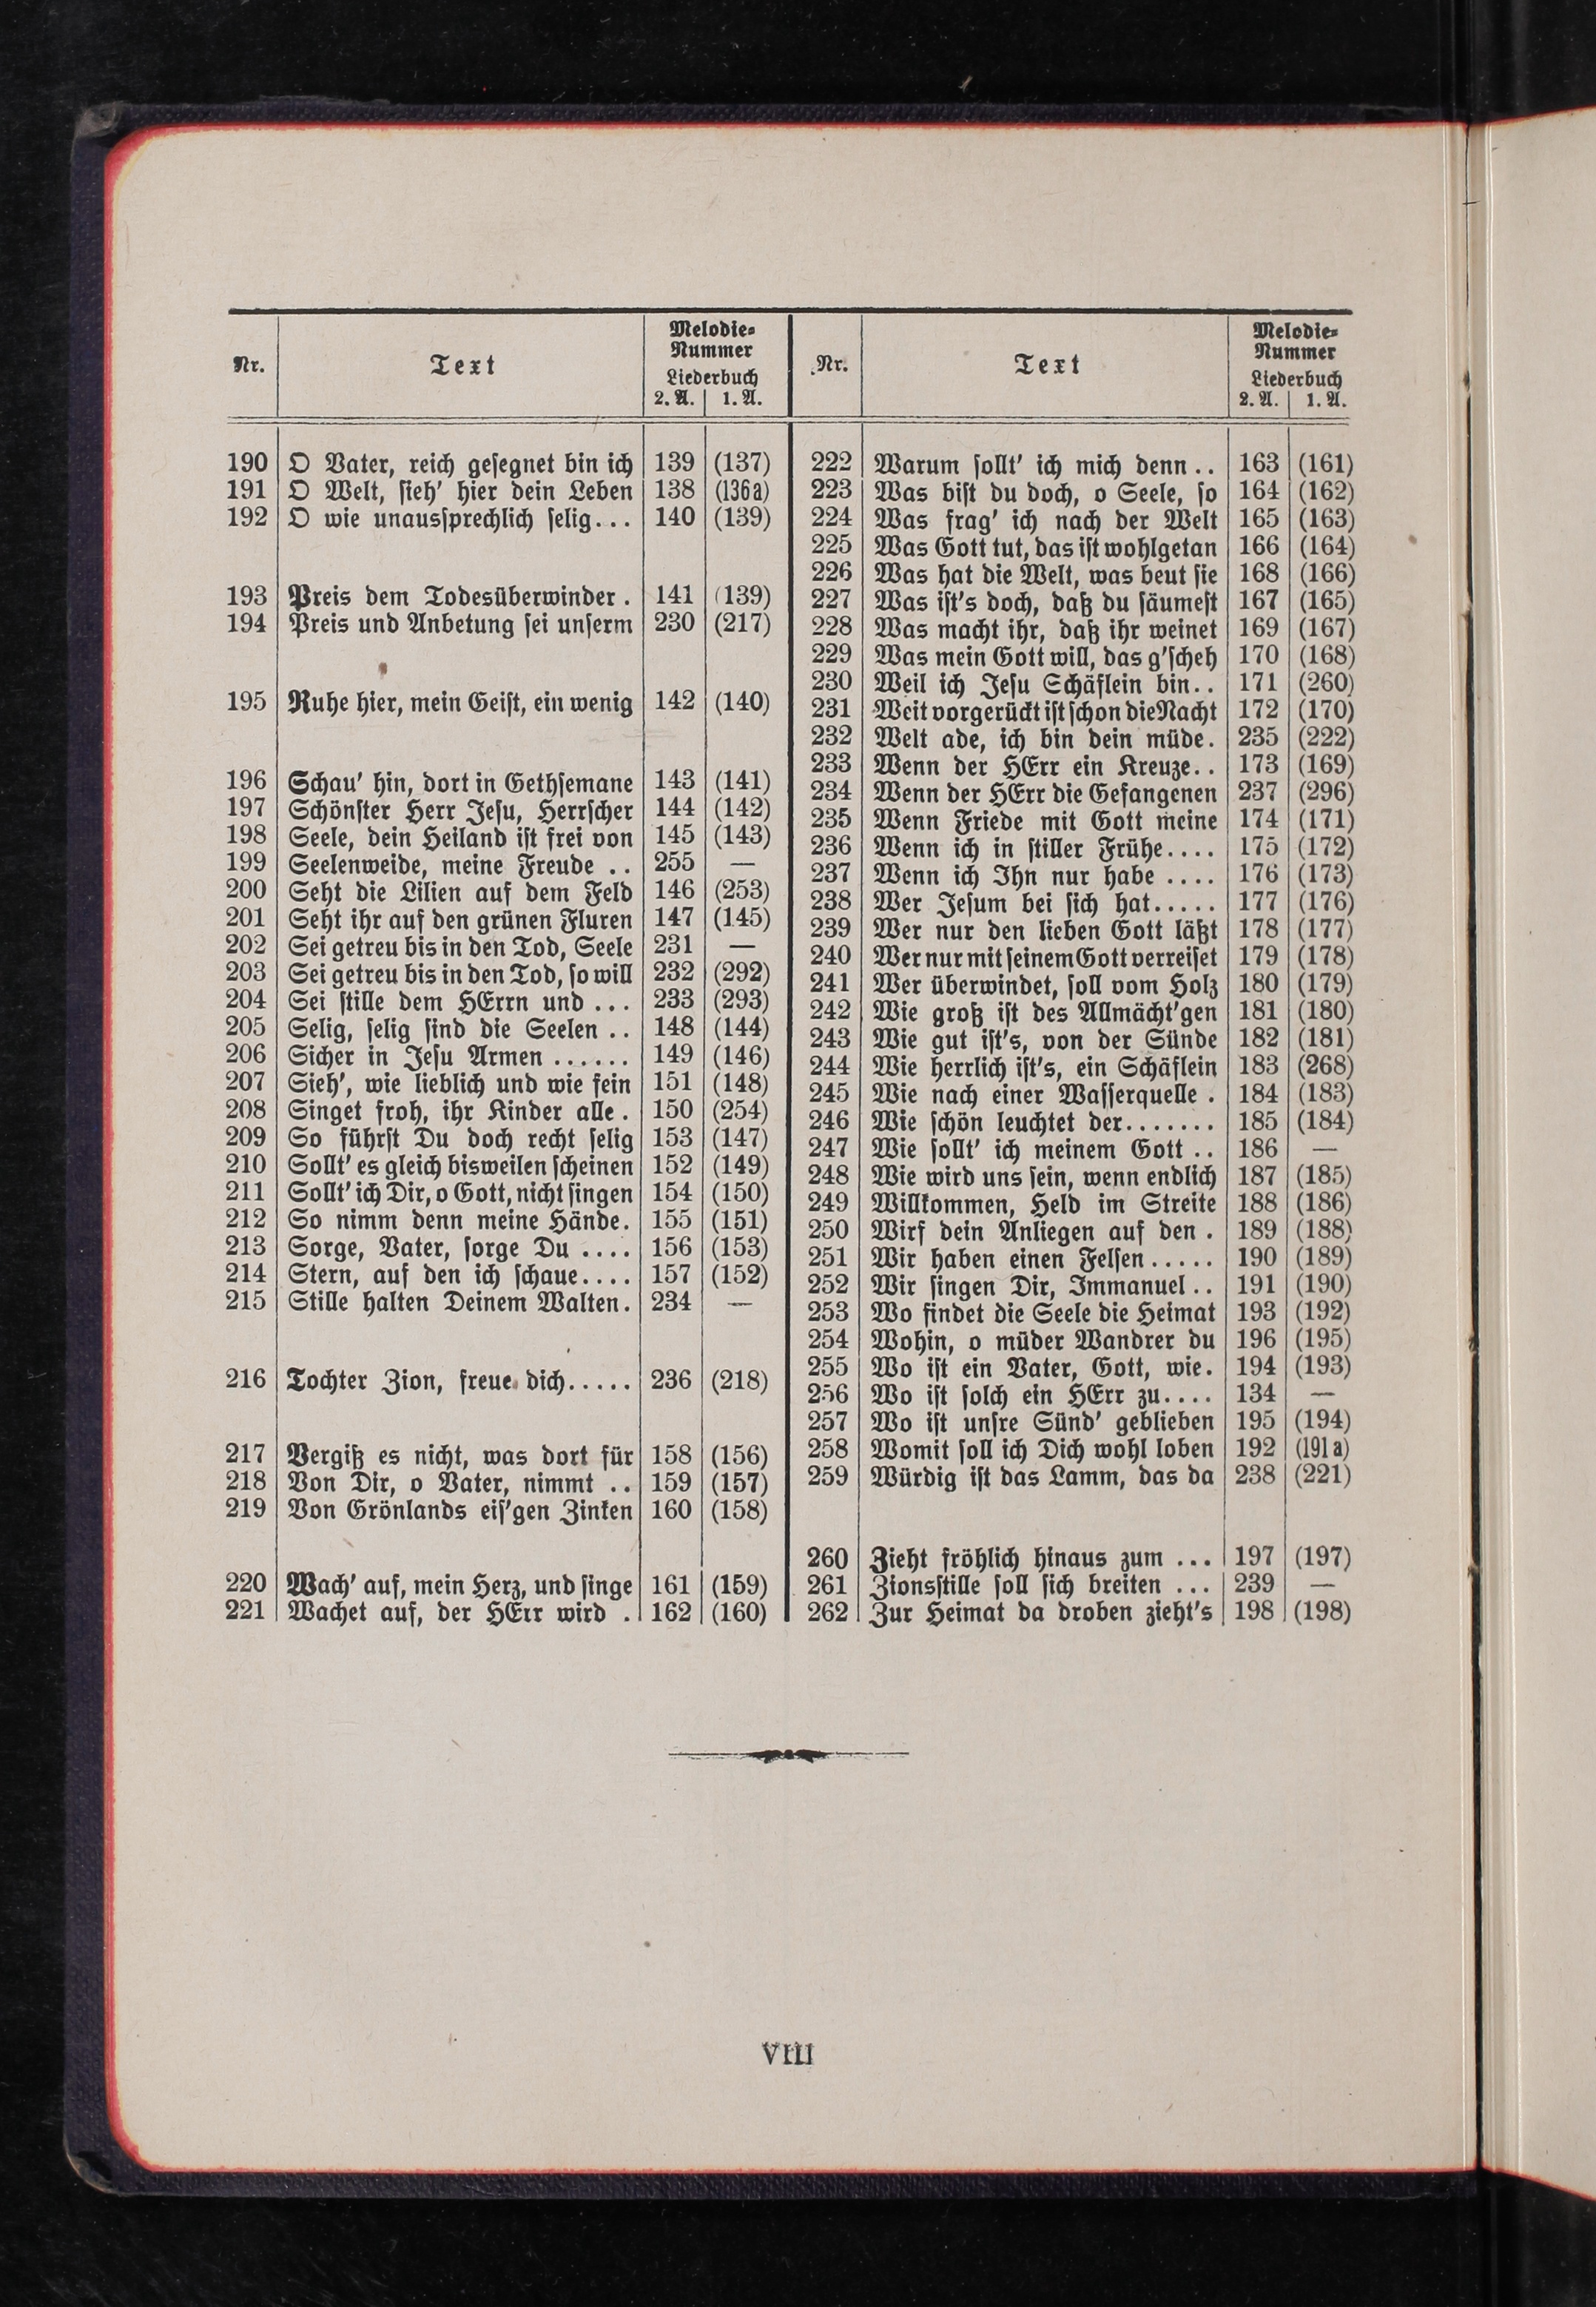 Nr. Text Melodie-Nummer Liederbuch 2. A. 1. A.
190 O Vater, reich gesegnet bin ich 139 (137)
191 O Welt, sieh' hier dein Leben 138 (136a)
192 O wie unaussprechlich selig... 140 (139)
193 Preis dem Todesüberwinder . 141 (139)
194 Preis und Anbetung sei unserm 230 (217)
195 Ruhe hier, mein Geist, ein wenig 142 (140)
196 Schau' hin, dort in Gethsemane 143 (141)
197 Schönster Herr Jesu, Herrscher 144 (142)
198 Seele, dein Heiland ist frei von 145 (143)
199 Seelenweide, meine Freude .. 255 —
200 Seht die Lilien auf dem Feld 146 (253)
201 Seht ihr auf den grünen Fluren 147 (145)
202 Sei getreu bis in den Tod, Seele 231 —
203 Sei getreu bis in den Tod, so will 232 (292)
204 Sei stille dem HErrn und ... 233 (293)
205 Selig, selig sind die Seelen .. 148 (144)
206 Sicher in Jesu Armen ...... 149 (146)
207 Sieh', wie lieblich und wie fein 151 (148)
208 Singet froh, ihr Kinder alle . 150 (254)
209 So führst Du doch recht selig 153 (147)
210 Sollt' es gleich bisweilen scheinen 152 (149)
211 Sollt' ich Dir, o Gott, nicht singen 154 (150)
212 So nimm denn meine Hände. 155 (151)
213 Sorge, Vater, sorge Du .... 156 (153)
214 Stern, auf den ich schaue.... 157 (152)
215 Stille halten Deinem Walten. 234 —
216 Tochter Zion, freue dich..... 236 (218)
217 Vergiß es nicht, was dort für 158 (156)
218 Von Dir, o Vater, nimmt .. 159 (157)
219 Von Grönlands eis'gen Zinken 160 (158)
220 Wach' auf, mein Herz, und singe 161 (159)
221 Wachet auf, der HErr wird . 162 (160)
Nr. Text Melodie-Nummer Liederbuch 2. A. 1. A.
222 Warum sollt' ich mich denn .. 163 (161)
223 Was bist du doch, o Seele, so 164 (162)
224 Was frag' ich nach der Welt 165 (163)
225 Was Gott tut, das ist wohlgetan 166 (164)
226 Was hat die Welt, was beut sie 168 (166)
227 Was ist's doch, daß du säumest 167 (165)
228 Was macht ihr, daß ihr weinet 169 (167)
229 Was mein Gott will, das g'scheh 170 (168)
230 Weil ich Jesu Schäflein bin.. 171 (260)
231 Weit vorgerückt ist schon die Nacht 172 (170)
232 Welt ade, ich bin dein müde. 235 (222)
233 Wenn der HErr ein Kreuze.. 173 (169)
234 Wenn der HErr die Gefangenen 237 (296)
235 Wenn Friede mit Gott meine 174 (171)
236 Wenn ich in stiller Frühe.... 175 (172)
237 Wenn ich Ihn nur habe .... 176 (173)
238 Wer Jesum bei sich hat..... 177 (176)
239 Wer nur den lieben Gott läßt 178 (177)
240 Wer nur mit seinem Gott verreiset 179 (178)
241 Wer überwindet, soll vom Holz 180 (179)
242 Wie groß ist des Allmächt'gen 181 (180)
243 Wie gut ist's, von der Sünde 182 (181)
244 Wie herrlich ist's, ein Schäflein 183 (268)
245 Wie nach einer Wasserquelle . 184 (183)
246 Wie schön leuchtet der....... 185 (184)
247 Wie sollt' ich meinem Gott .. 186 —
248 Wie wird uns sein, wenn endlich 187 (185)
249 Willkommen, Held im Streite 188 (186)
250 Wirf dein Anliegen auf den . 189 (188)
251 Wir haben einen Felsen..... 190 (189)
252 Wir singen Dir, Immanuel.. 191 (190)
253 Wo findet die Seele die Heimat 193 (192)
254 Wohin, o müder Wandrer du 196 (195)
255 Wo ist ein Vater, Gott, wie. 194 (193)
256 Wo ist solch ein HErr zu.... 134 —
257 Wo ist unsre Sünd' geblieben 195 (194)
258 Womit soll ich Dich wohl loben 192 (191a)
259 Würdig ist das Lamm, das da 238 (221)
260 Zieht fröhlich hinaus zum ... 197 (197)
261 Zionsstille soll sich breiten ... 239 —
262 Zur Heimat da droben zieht's 198 (198)
VIII